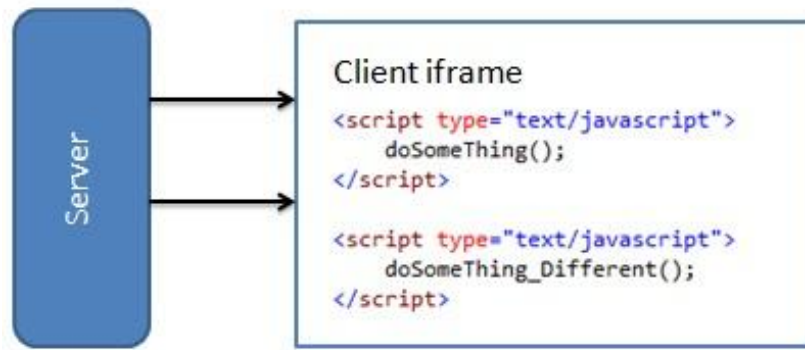 Server
Client iframe
<script type="text/javascript">
    doSomeThing();
</script>
<script type="text/javascript">
    doSomeThing_Different();
</script>